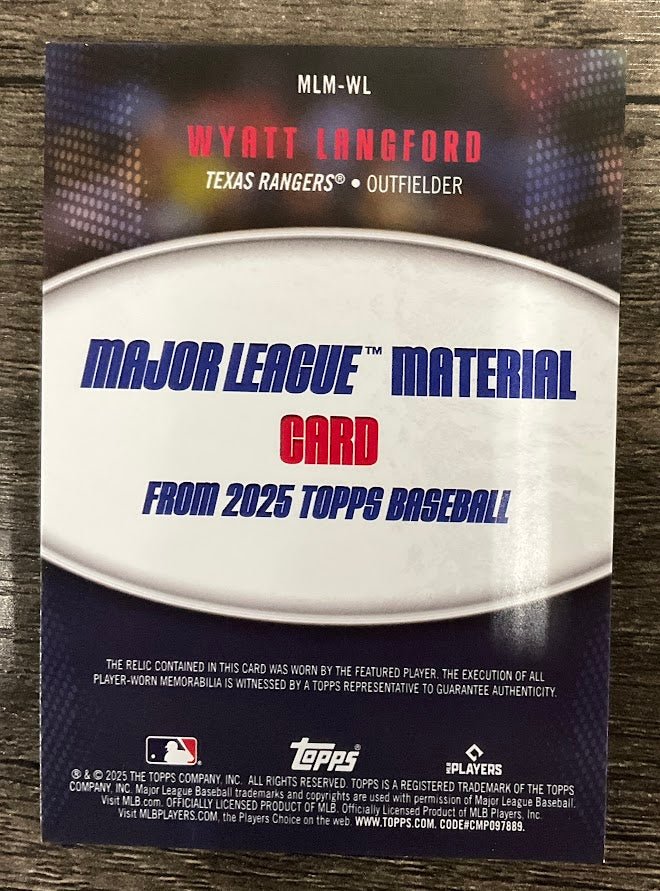 MLM-WL
WYATT LANGFORD
TEXAS RANGERS® • OUTFIELDER
MAJOR LEAGUE™ MATERIAL
CARD
FROM 2025 TOPPS BASEBALL
THE RELIC CONTAINED IN THIS CARD WAS WORN BY THE FEATURED PLAYER. THE EXECUTION OF ALL
PLAYER-WORN MEMORABILIA IS WITNESSED BY A TOPPS REPRESENTATIVE TO GUARANTEE AUTHENTICITY.
topps® PLAYERS
® & © 2025 THE TOPPS COMPANY, INC. ALL RIGHTS RESERVED. TOPPS IS A REGISTERED TRADEMARK OF THE TOPPS
COMPANY, INC. Major League Baseball trademarks and copyrights are used with permission of Major League Baseball.
Visit MLB.com. OFFICIALLY LICENSED PRODUCT OF MLB. Officially Licensed Product of MLB Players, Inc.
Visit MLBPLAYERS.COM, the Players Choice on the web. WWW.TOPPS.COM. CODE#CMP097889.